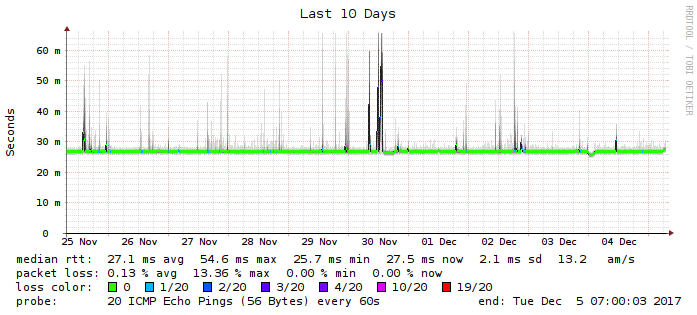 Last 10 Days
RRDTOOL / TOBI OETIKER
Seconds
60 m
50 m
40 m
30 m
20 m
10 m
0
25 Nov 26 Nov 27 Nov 28 Nov 29 Nov 30 Nov 01 Dec 02 Dec 03 Dec 04 Dec
median rtt: 27.1 ms avg 54.6 ms max 25.7 ms min 27.5 ms now 2.1 ms sd 13.2 am/s
packet loss: 0.13 % avg 13.36 % max 0.00 % min 0.00 % now
loss color: 0 1/20 2/20 3/20 4/20 10/20 19/20
probe: 20 ICMP Echo Pings (56 Bytes) every 60s end: Tue Dec 5 07:00:03 2017